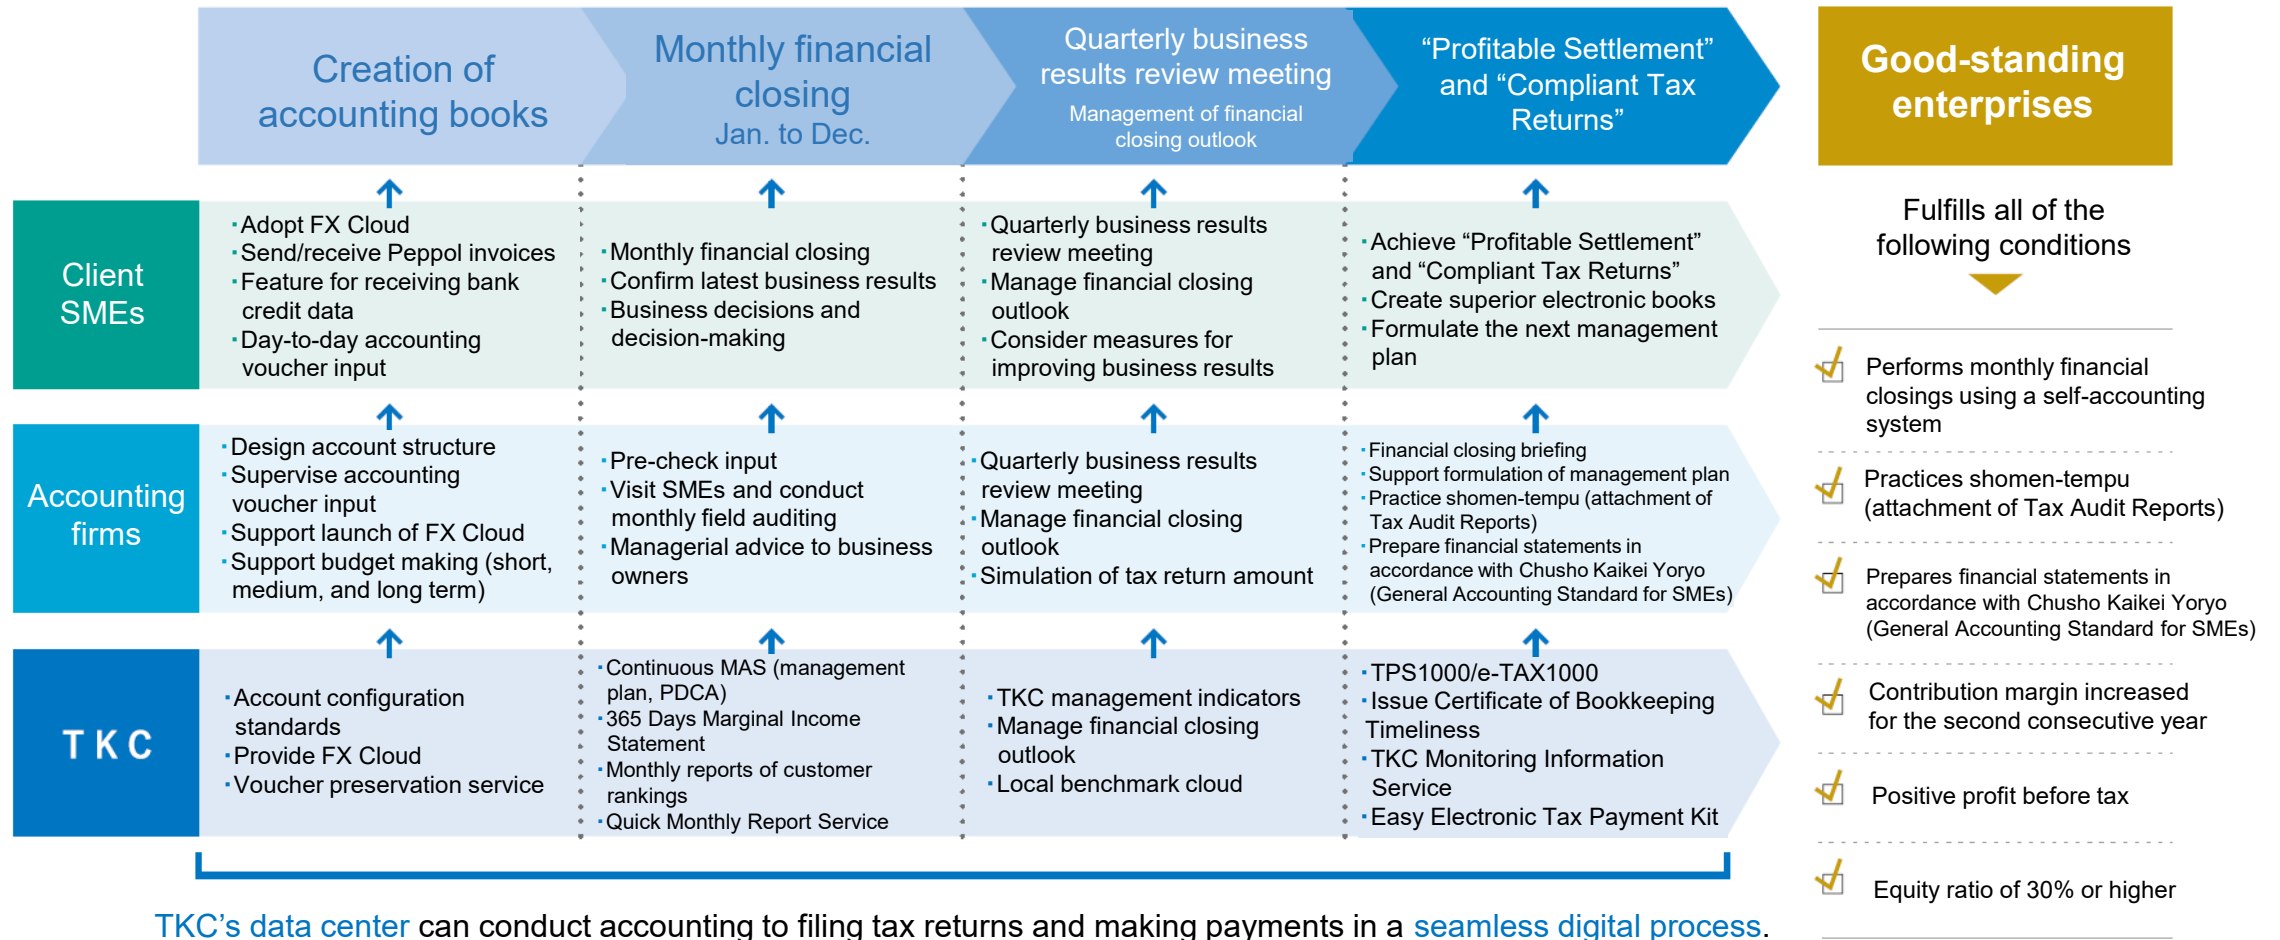 Creation of
accounting books
Monthly financial
closing
Jan. to Dec.
Quarterly business
results review meeting
Management of financial
closing outlook
“Profitable Settlement”
and “Compliant Tax
Returns”
Good-standing
enterprises
Client
SMEs
·Adopt FX Cloud
·Send/receive Peppol invoices
·Feature for receiving bank
credit data
·Day-to-day accounting
voucher input
·Monthly financial closing
·Confirm latest business results
·Business decisions and
decision-making
·Quarterly business results
review meeting
·Manage financial closing
outlook
·Consider measures for
improving business results
·Achieve “Profitable Settlement”
and “Compliant Tax Returns”
·Create superior electronic books
·Formulate the next management
plan
Accounting
firms
·Design account structure
·Supervise accounting
voucher input
·Support launch of FX Cloud
·Support budget making (short,
medium, and long term)
·Pre-check input
·Visit SMEs and conduct
monthly field auditing
·Managerial advice to business
owners
·Quarterly business results
review meeting
·Manage financial closing
outlook
·Simulation of tax return amount
·Financial closing briefing
·Support formulation of management plan
·Practice shomen-tempu (attachment of
Tax Audit Reports)
·Prepare financial statements in
accordance with Chusho Kaikei Yoryo
(General Accounting Standard for SMEs)
TKC
·Account configuration
standards
·Provide FX Cloud
·Voucher preservation service
·Continuous MAS (management
plan, PDCA)
·365 Days Marginal Income
Statement
·Monthly reports of customer
rankings
·Quick Monthly Report Service
·TKC management indicators
·Manage financial closing
outlook
·Local benchmark cloud
·TPS1000/e-TAX1000
·Issue Certificate of Bookkeeping
Timeliness
·TKC Monitoring Information
Service
·Easy Electronic Tax Payment Kit
Fulfills all of the
following conditions
Performs monthly financial
closings using a self-accounting
system
Practices shomen-tempu
(attachment of Tax Audit Reports)
Prepares financial statements in
accordance with Chusho Kaikei Yoryo
(General Accounting Standard for SMEs)
Contribution margin increased
for the second consecutive year
Positive profit before tax
Equity ratio of 30% or higher
TKC’s data center can conduct accounting to filing tax returns and making payments in a seamless digital process.